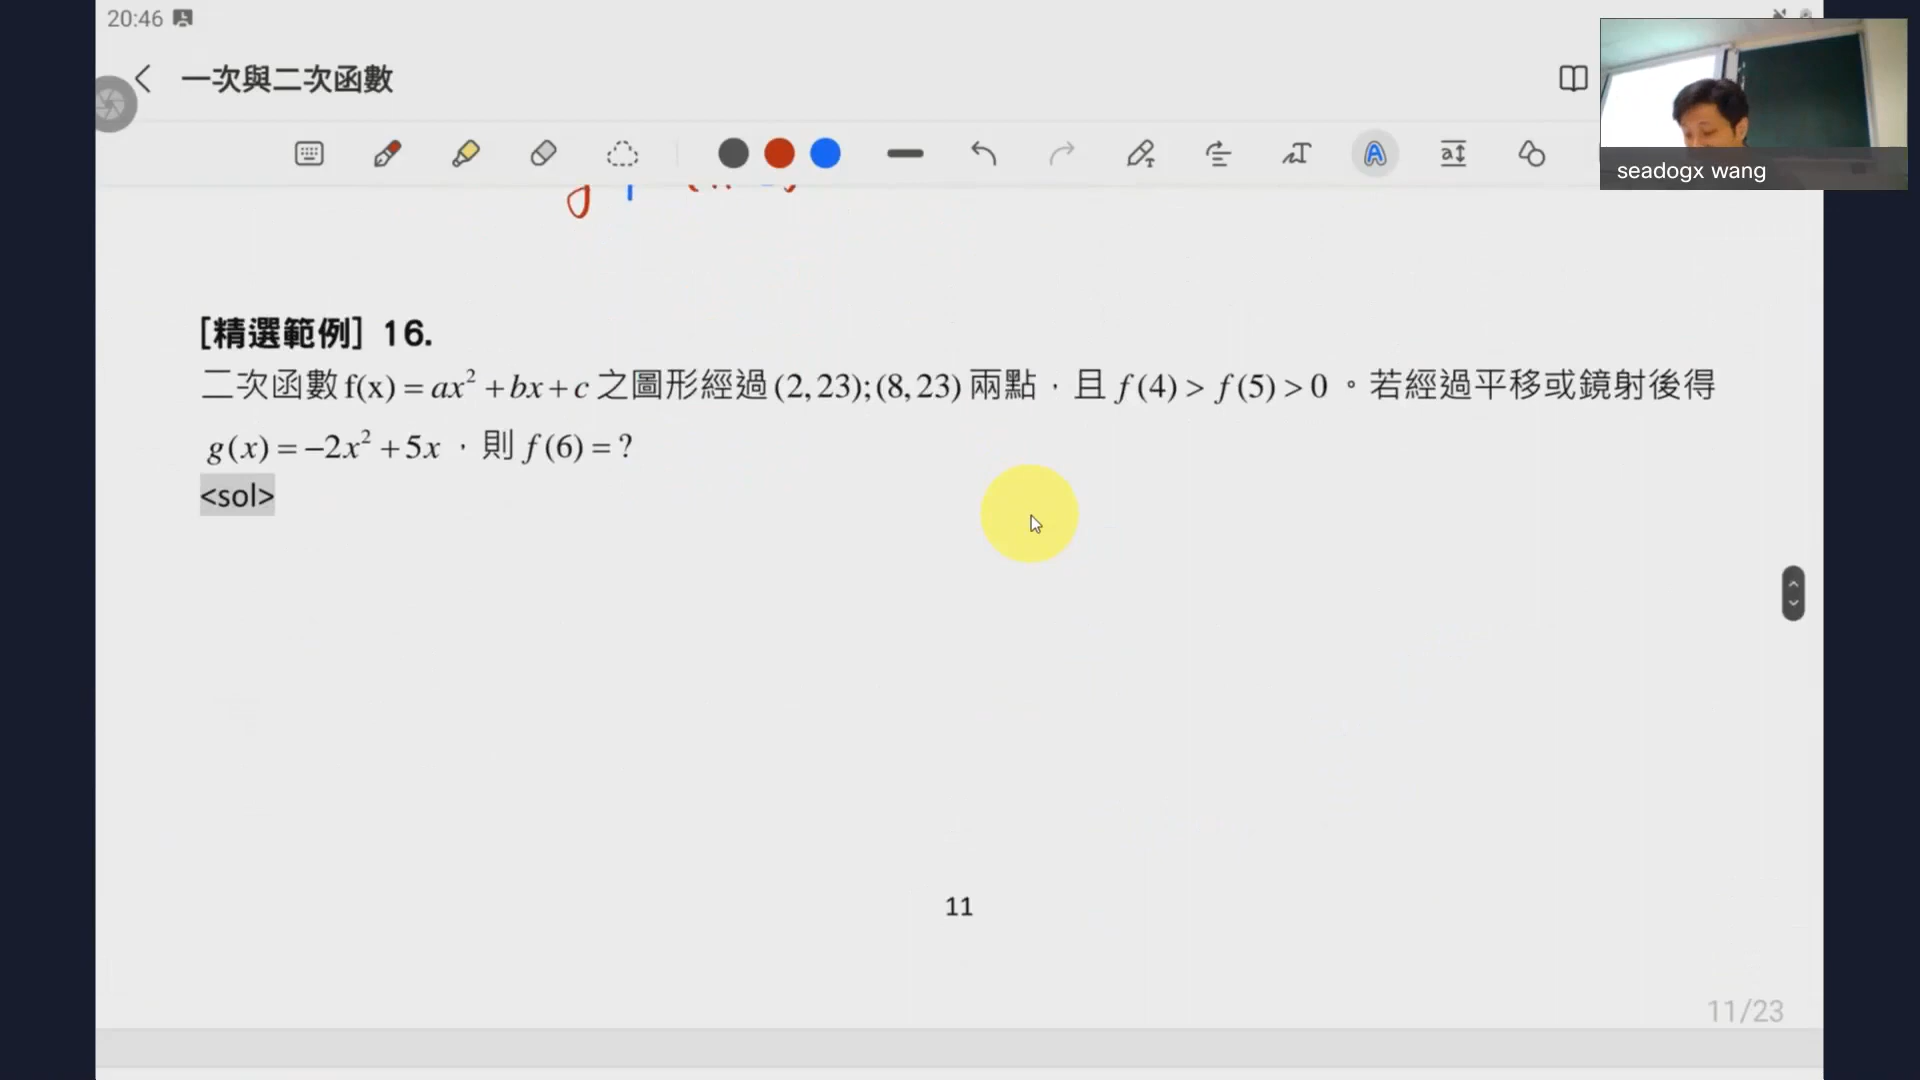 20:46
一次與二次函數
seadogx wang
[精選範例] 16.
二次函數 f(x) = ax² + bx + c 之圖形經過 (2, 23); (8, 23) 兩點，且 f(4) > f(5) > 0 。若經過平移或鏡射後得
g(x) = −2x² + 5x ，則 f(6) = ?
<sol>
11
11/23